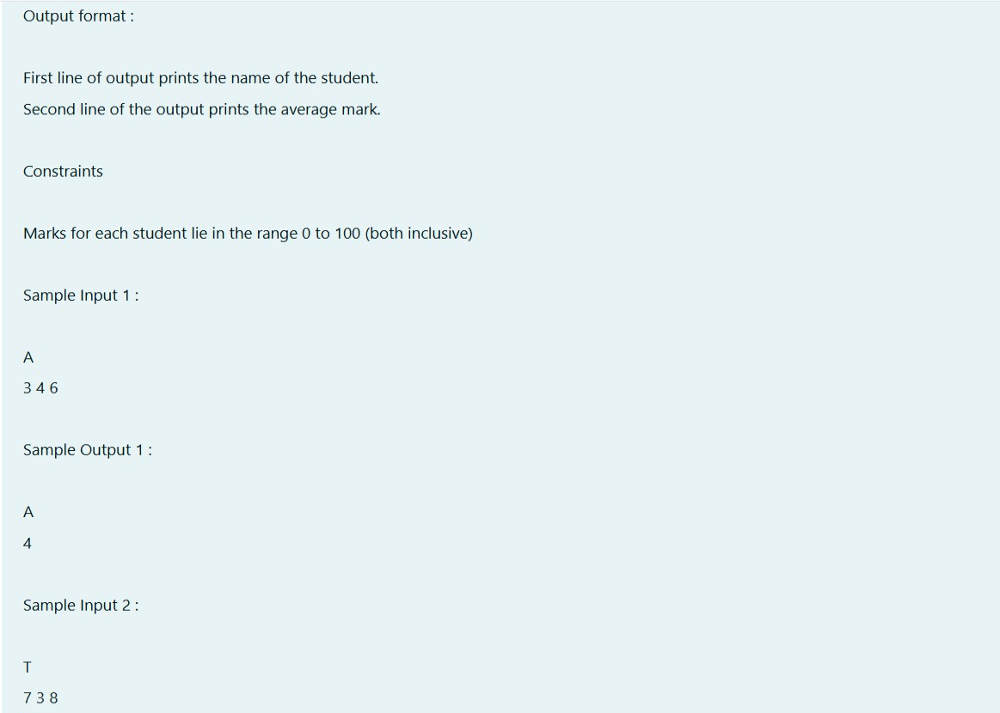 Output format :
First line of output prints the name of the student.
Second line of the output prints the average mark.
Constraints
Marks for each student lie in the range 0 to 100 (both inclusive)
Sample Input 1 :
A
3 4 6
Sample Output 1 :
A
4
Sample Input 2 :
T
7 3 8